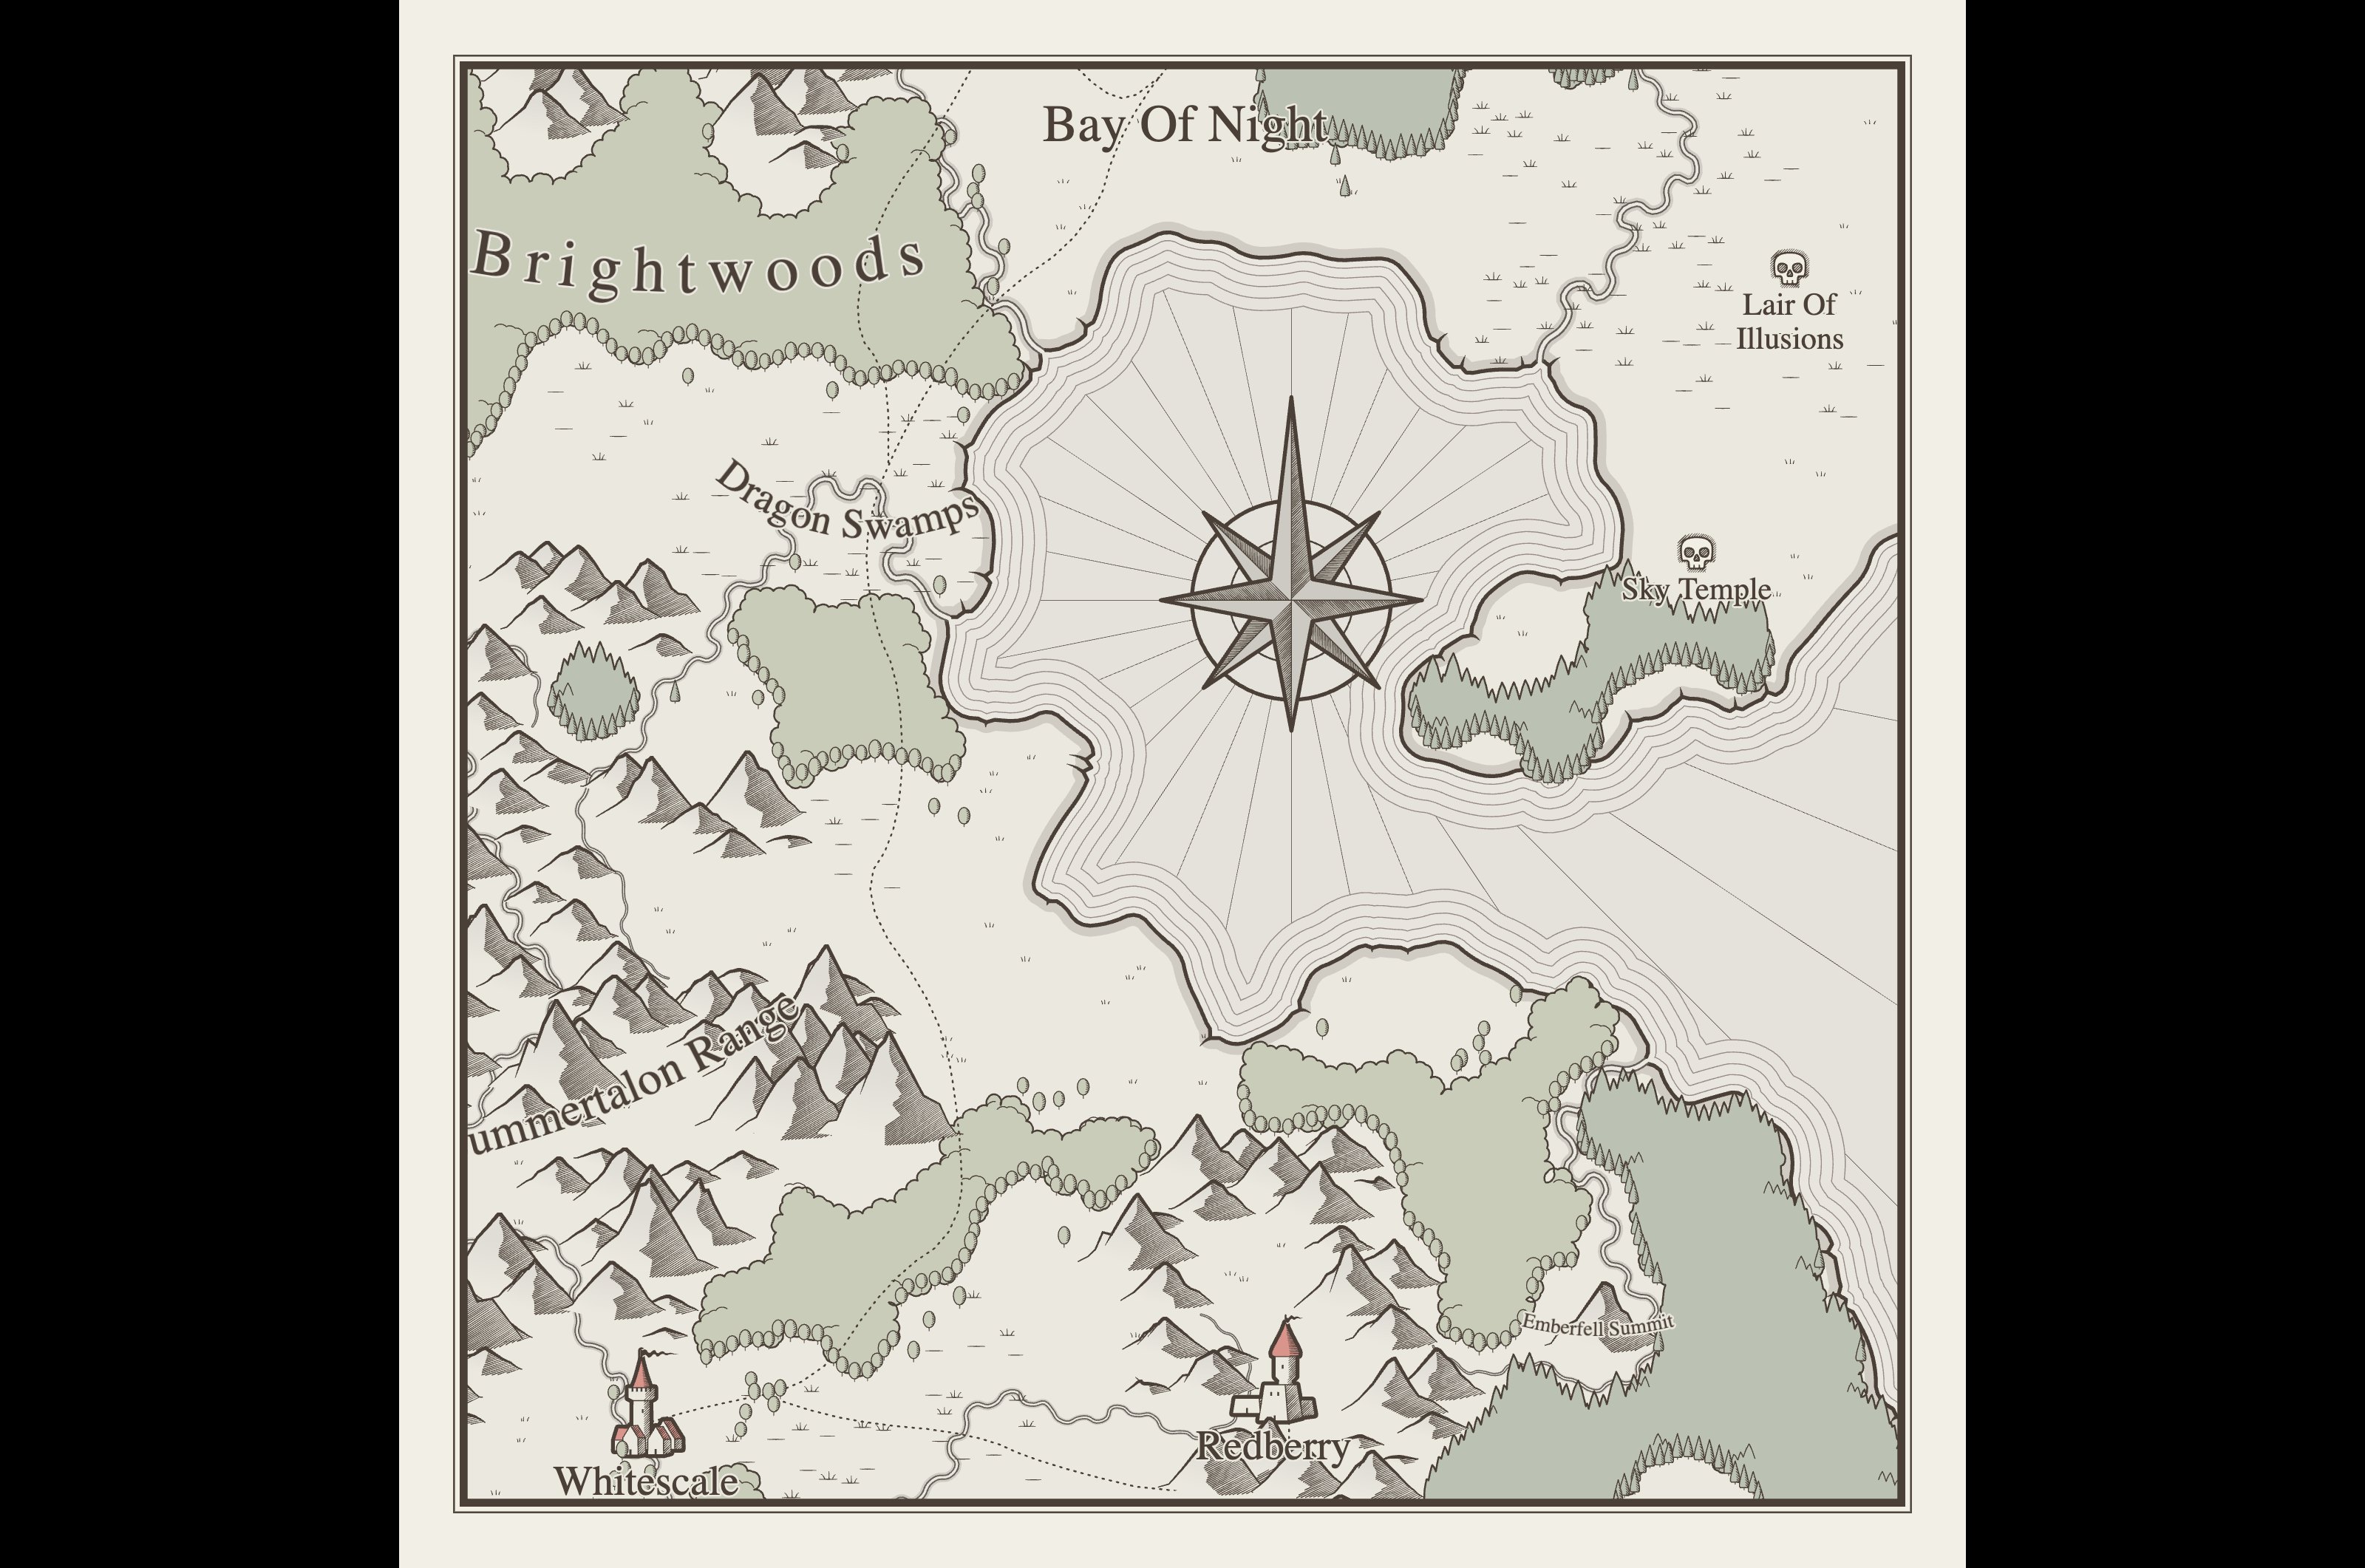 Bay Of Night
Brightwoods
Lair Of
Illusions
Dragon Swamps
Sky Temple
ummertalon Range
Emberfell Summit
Redberry
Whitescale